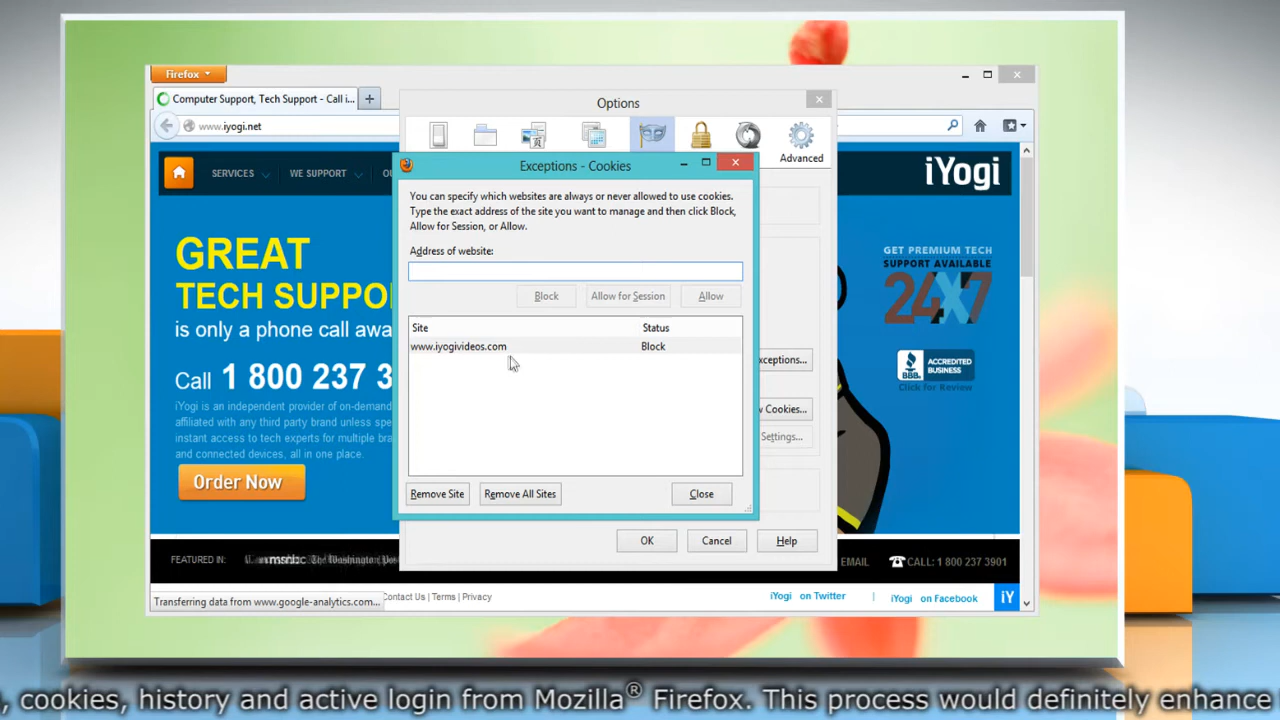 Firefox
Computer Support, Tech Support - Call i...
www.iyogi.net
Options
Advanced
Exceptions - Cookies
You can specify which websites are always or never allowed to use cookies.
Type the exact address of the site you want to manage and then click Block,
Allow for Session, or Allow.
Address of website:
Block
Allow for Session
Allow
Site
Status
www.iyogivideos.com
Block
Remove Site
Remove All Sites
Close
xceptions...
w Cookies...
Settings...
OK
Cancel
Help
SERVICES
WE SUPPORT
OU
iYogi
GREAT
TECH SUPPO
is only a phone call awa
Call 1 800 237 3
iYogi is an independent provider of on-demand
affiliated with any third party brand unless spe
instant access to tech experts for multiple bra
and connected devices, all in one place.
Order Now
GET PREMIUM TECH
SUPPORT AVAILABLE
24X7
BBB
ACCREDITED
BUSINESS
Click for Review
FEATURED IN:
msnbc
The Washington
EMAIL
CALL: 1 800 237 3901
Transferring data from www.google-analytics.com...
Contact Us | Terms | Privacy
iYogi on Twitter
|
iYogi on Facebook
iY
, cookies, history and active login from Mozilla® Firefox. This process would definitely enhance